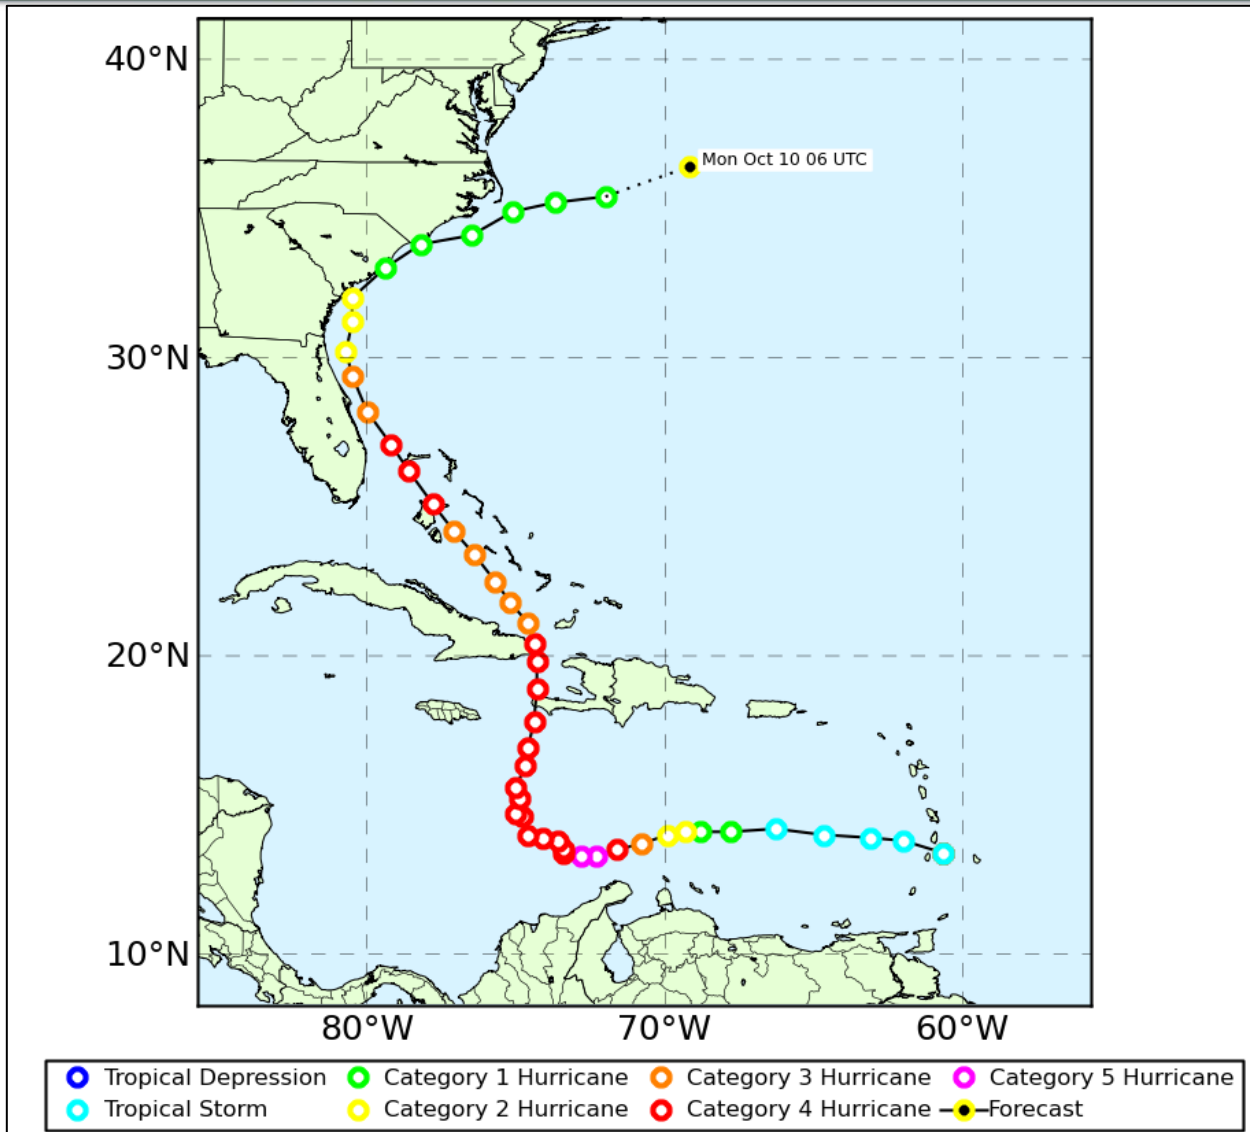 40°N
Mon Oct 10 06 UTC
30°N
20°N
10°N
80°W 70°W 60°W
Tropical Depression Category 1 Hurricane Category 3 Hurricane Category 5 Hurricane
Tropical Storm Category 2 Hurricane Category 4 Hurricane Forecast